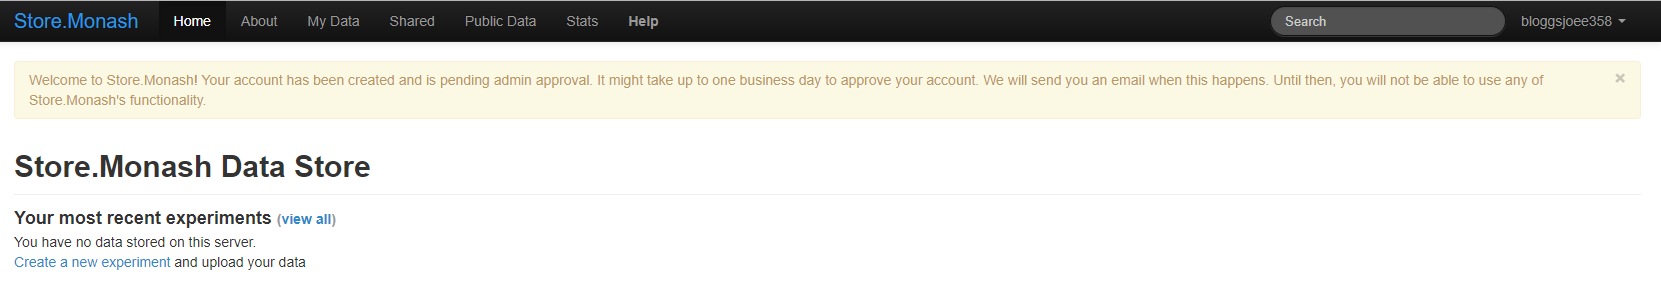 Store.Monash Home About My Data Shared Public Data Stats Help Search bloggsjoee358
Welcome to Store.Monash! Your account has been created and is pending admin approval. It might take up to one business day to approve your account. We will send you an email when this happens. Until then, you will not be able to use any of ×
Store.Monash's functionality.
Store.Monash Data Store
Your most recent experiments (view all)
You have no data stored on this server.
Create a new experiment and upload your data